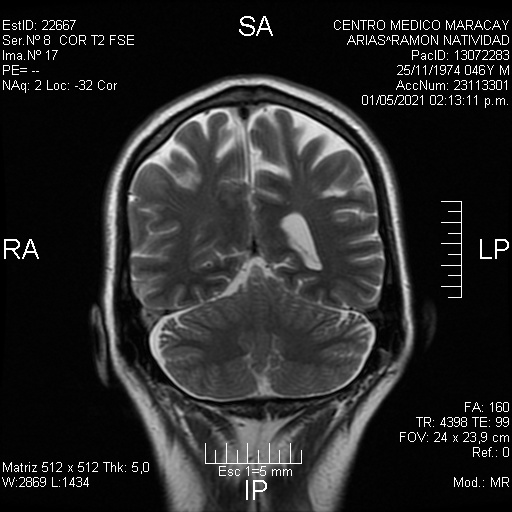 EstID: 22667
Ser.Nº 8 COR T2 FSE
Ima.Nº 17
PE= --
NAq: 2 Loc: -32 Cor
SA
CENTRO MEDICO MARACAY
ARIAS^RAMON NATIVIDAD
PacID: 13072283
25/11/1974 046Y M
AccNum: 23113301
01/05/2021 02:13:11 p.m.
RA
LP
Matriz 512 x 512 Thk: 5,0
W:2869 L:1434
Esc 1=5 mm
IP
FA: 160
TR: 4398 TE: 99
FOV: 24 x 23,9 cm
Ref.: 0
Mod.: MR